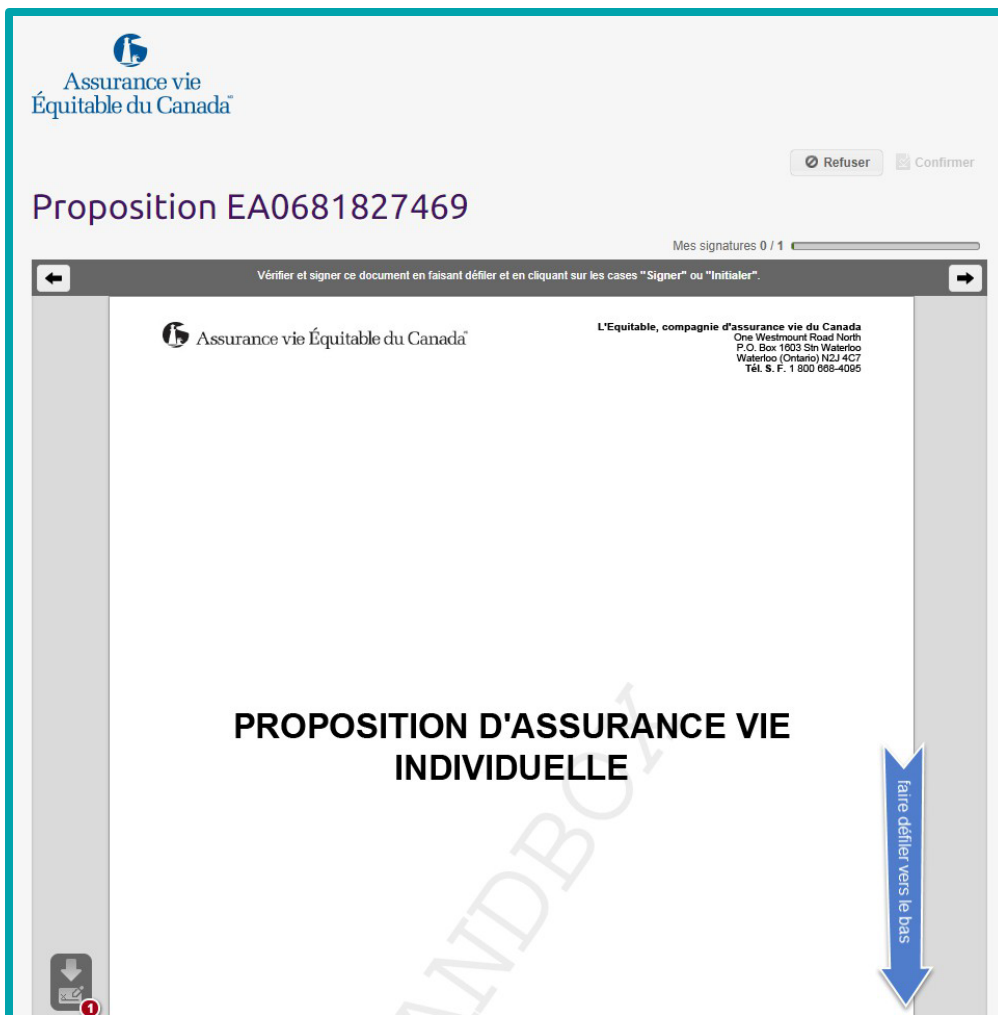 Assurance vie
Équitable du Canada
Refuser
Confirmer
Proposition EA0681827469
Mes signatures 0 / 1
Vérifier et signer ce document en faisant défiler et en cliquant sur les cases "Signer" ou "Initialer".
Assurance vie Équitable du Canada
L'Equitable, compagnie d'assurance vie du Canada
One Westmount Road North
P.O. Box 1603 Stn Waterloo
Waterloo (Ontario) N2J 4C7
Tél. S. F. 1 800 668-4095
PROPOSITION D'ASSURANCE VIE
INDIVIDUELLE
faire défiler vers le bas
ANDBOX
1